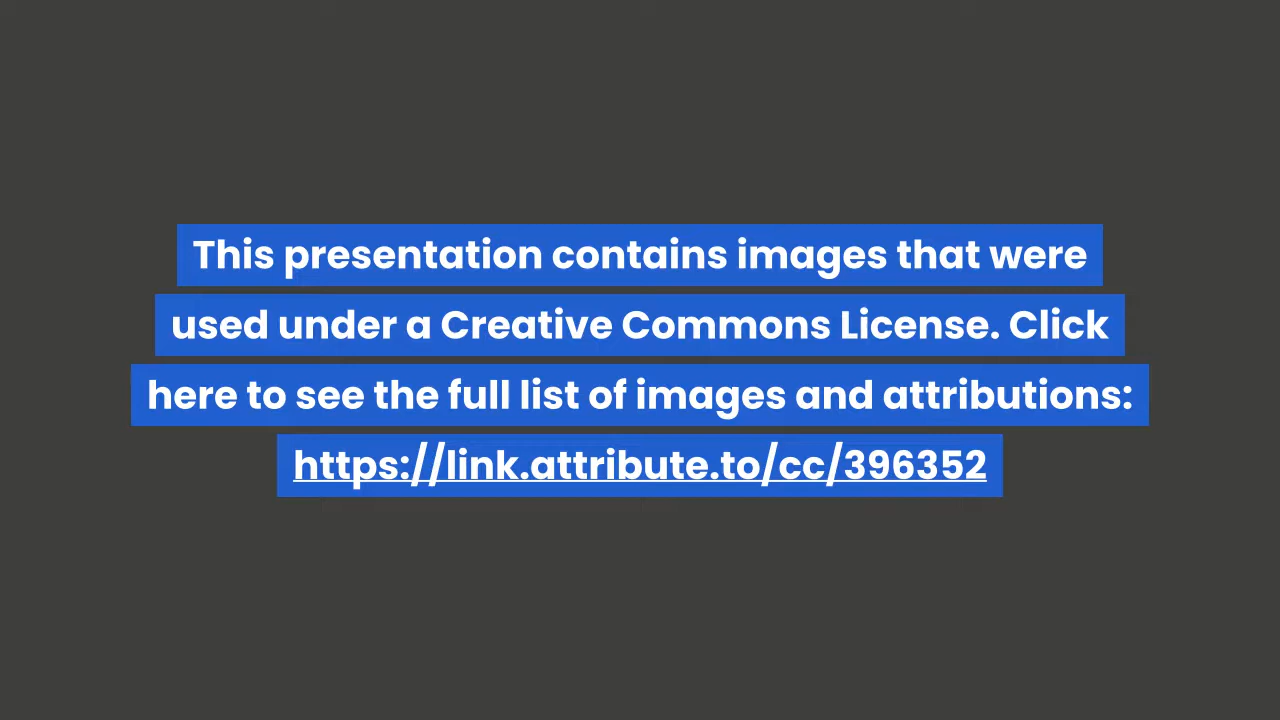 This presentation contains images that were
used under a Creative Commons License. Click
here to see the full list of images and attributions:
https://link.attribute.to/cc/396352